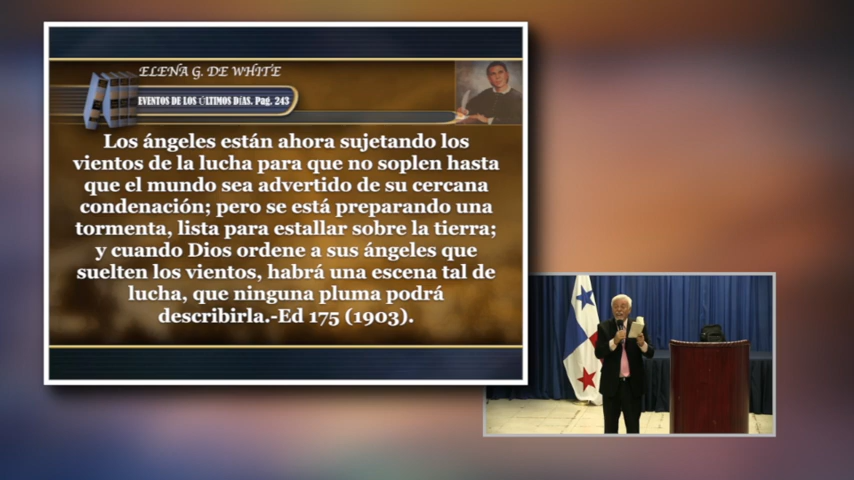 ELENA G. DE WHITE
EVENTOS DE LOS ÚLTIMOS DÍAS. Pag. 243
Los ángeles están ahora sujetando los
vientos de la lucha para que no soplen hasta
que el mundo sea advertido de su cercana
condenación; pero se está preparando una
tormenta, lista para estallar sobre la tierra;
y cuando Dios ordene a sus ángeles que
suelten los vientos, habrá una escena tal de
lucha, que ninguna pluma podrá
describirla.-Ed 175 (1903).